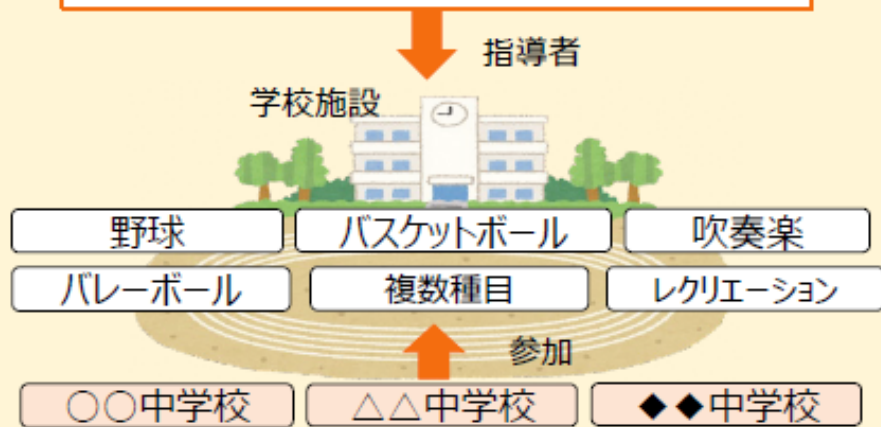 指導者
学校施設
野球 バスケットボール 吹奏楽
バレーボール 複数種目 レクリエーション
参加
○○中学校 △△中学校 ◆◆中学校